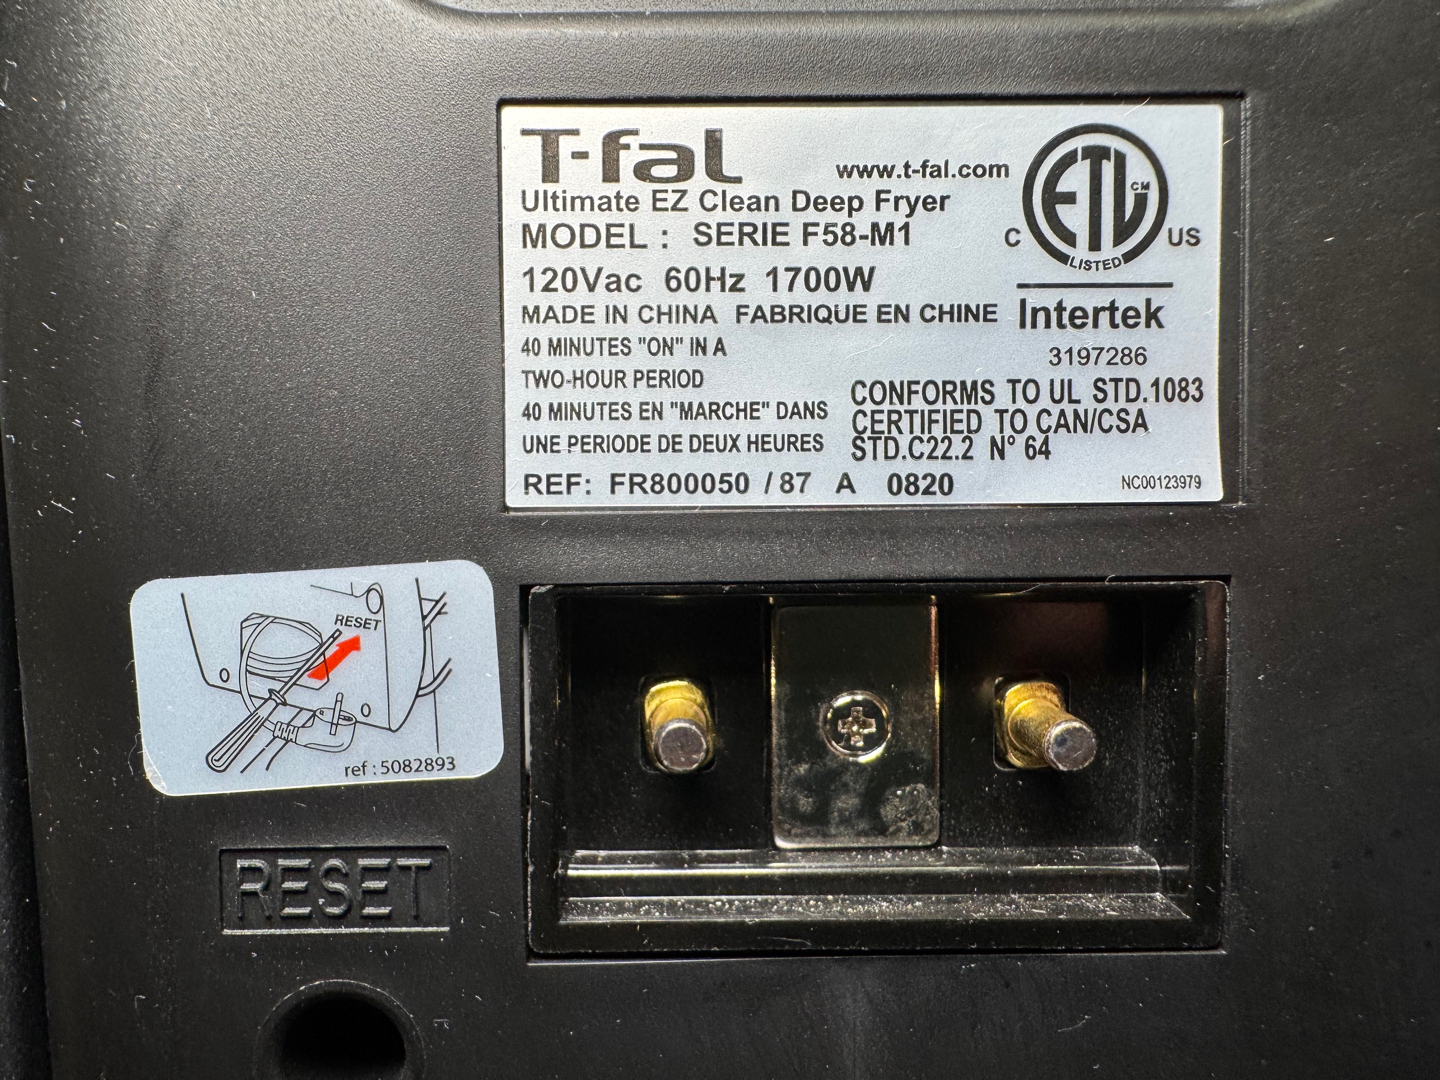 T-fal
www.t-fal.com
Ultimate EZ Clean Deep Fryer
MODEL : SERIE F58-M1
120Vac 60Hz 1700W
MADE IN CHINA FABRIQUE EN CHINE
40 MINUTES "ON" IN A
TWO-HOUR PERIOD
40 MINUTES EN "MARCHE" DANS
UNE PERIODE DE DEUX HEURES
REF: FR800050 / 87 A 0820
ETL CM
C US
LISTED
Intertek
3197286
CONFORMS TO UL STD.1083
CERTIFIED TO CAN/CSA
STD.C22.2 N° 64
NC00123979
RESET
ref : 5082893
RESET